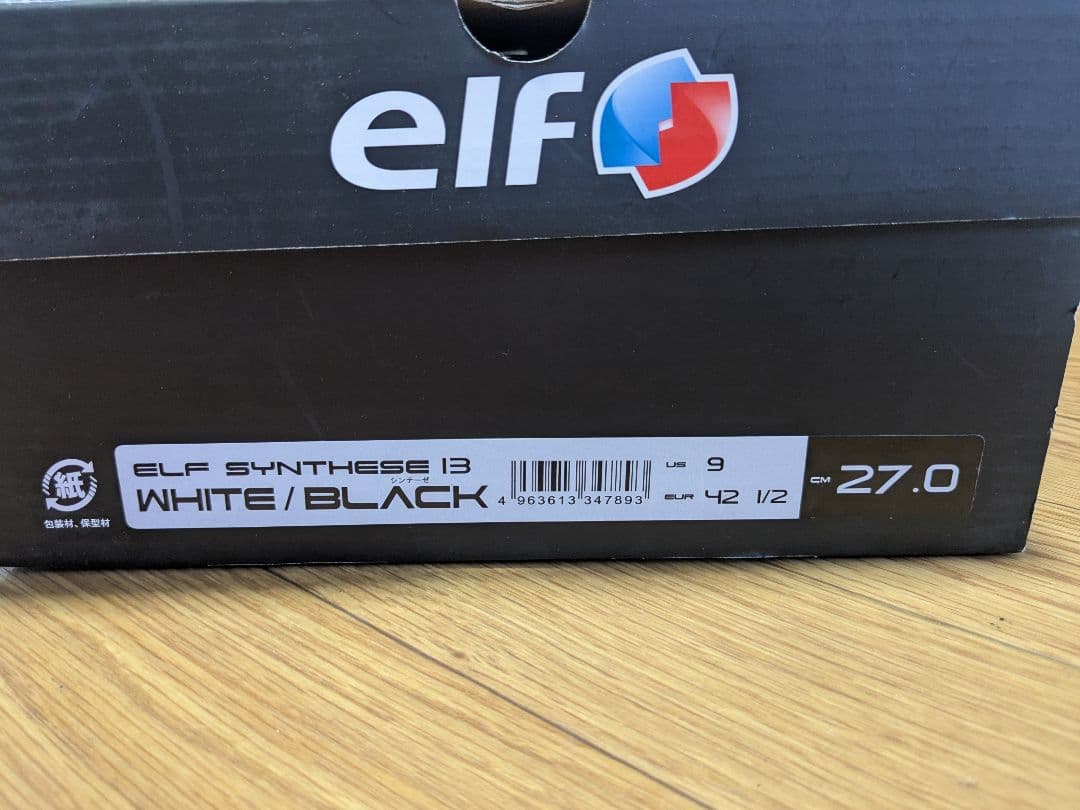 elf
ELF SYNTHESE 13
シンテーゼ
WHITE/BLACK
4 963613 347893
US 9
EUR 42 1/2
CM 27.0
紙
包装材、保型材